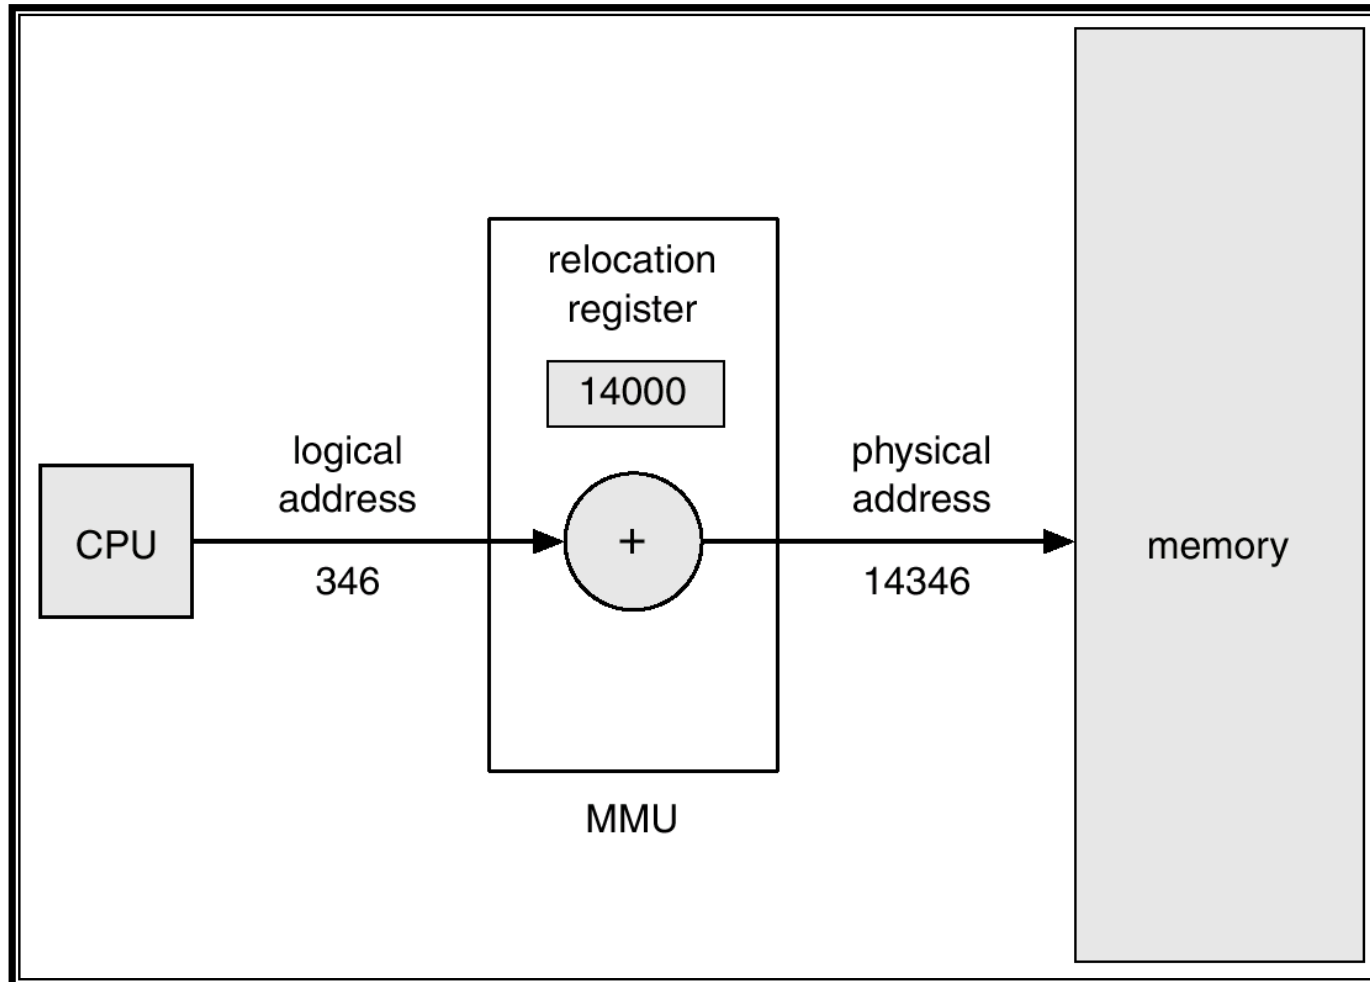 relocation
register
14000
logical
address
physical
address
CPU
+
memory
346
14346
MMU